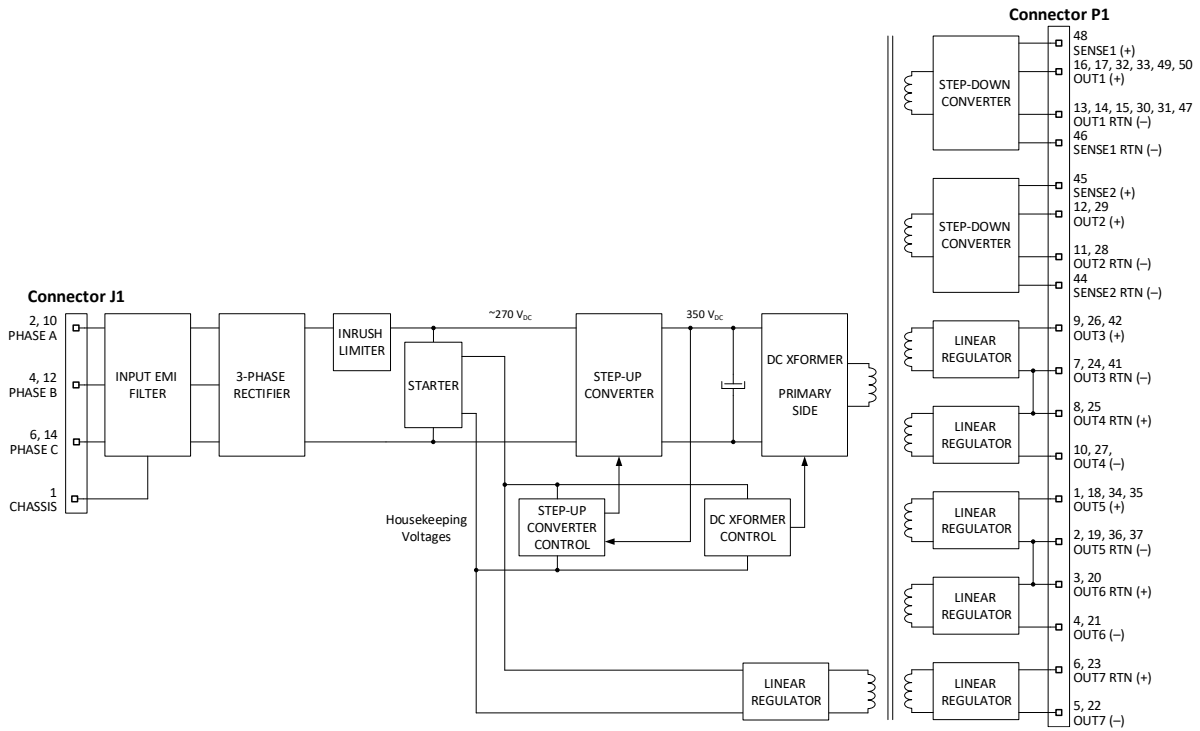 Connector P1
48
SENSE1 (+)
16, 17, 32, 33, 49, 50
OUT1 (+)
13, 14, 15, 30, 31, 47
OUT1 RTN (–)
46
SENSE1 RTN (–)
STEP-DOWN
CONVERTER
45
SENSE2 (+)
12, 29
OUT2 (+)
11, 28
OUT2 RTN (–)
44
SENSE2 RTN (–)
STEP-DOWN
CONVERTER
Connector J1
2, 10
PHASE A
4, 12
PHASE B
6, 14
PHASE C
1
CHASSIS
INPUT EMI
FILTER
3-PHASE
RECTIFIER
INRUSH
LIMITER
STARTER
~270 VDC
STEP-UP
CONVERTER
350 VDC
DC XFORMER
PRIMARY
SIDE
Housekeeping
Voltages
STEP-UP
CONVERTER
CONTROL
DC XFORMER
CONTROL
LINEAR
REGULATOR
LINEAR
REGULATOR
9, 26, 42
OUT3 (+)
7, 24, 41
OUT3 RTN (–)
LINEAR
REGULATOR
8, 25
OUT4 RTN (+)
10, 27,
OUT4 (–)
LINEAR
REGULATOR
1, 18, 34, 35
OUT5 (+)
2, 19, 36, 37
OUT5 RTN (–)
LINEAR
REGULATOR
3, 20
OUT6 RTN (+)
4, 21
OUT6 (–)
LINEAR
REGULATOR
6, 23
OUT7 RTN (+)
5, 22
OUT7 (–)